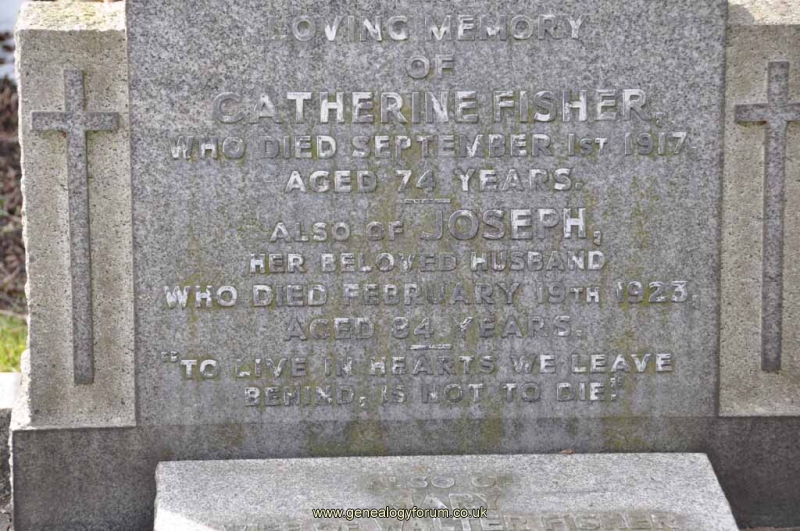 LOVING MEMORY
OF
CATHERINE FISHER,
WHO DIED SEPTEMBER 1ST 1917.
AGED 74 YEARS.
ALSO OF JOSEPH,
HER BELOVED HUSBAND
WHO DIED FEBRUARY 19TH 1923,
AGED 84 YEARS.
"TO LIVE IN HEARTS WE LEAVE
BEHIND, IS NOT TO DIE."
ALSO OF
www.genealogyforum.co.uk